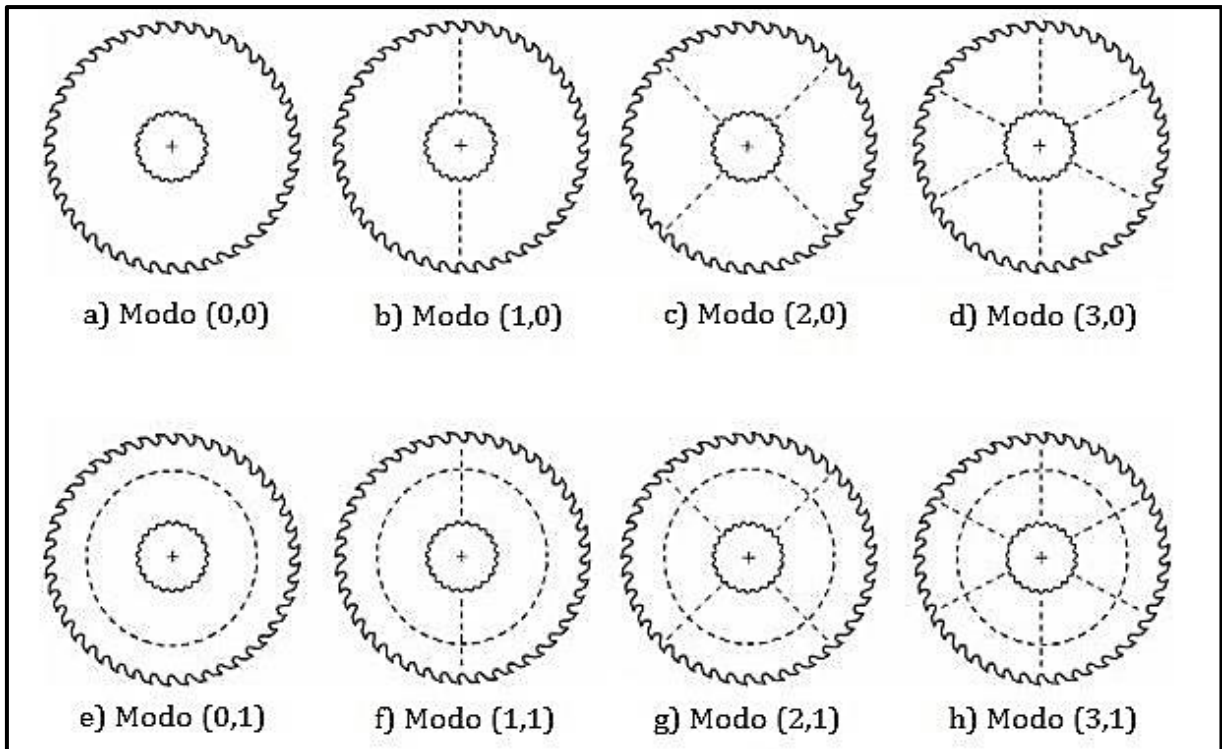 a) Modo (0,0) b) Modo (1,0) c) Modo (2,0) d) Modo (3,0)
e) Modo (0,1) f) Modo (1,1) g) Modo (2,1) h) Modo (3,1)